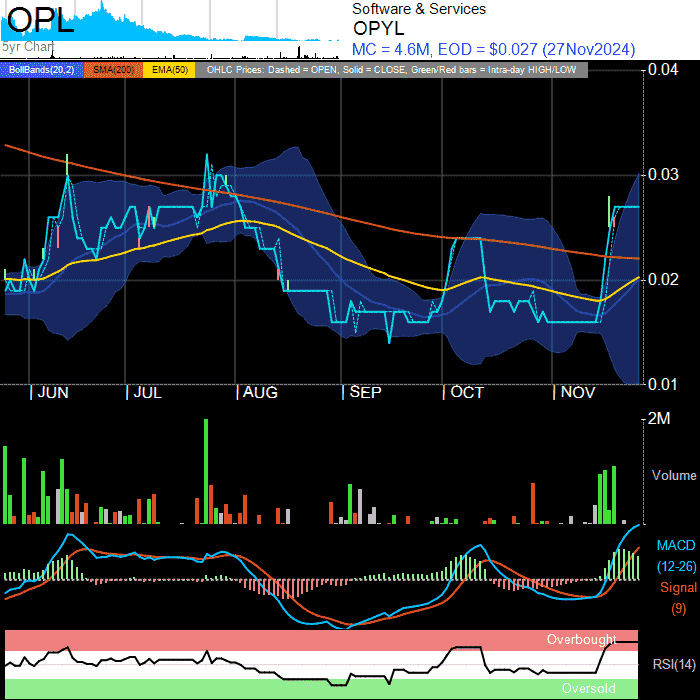 OPL
5yr Chart
Software & Services
OPYL
MC = 4.6M, EOD = $0.027 (27Nov2024)
BollBands(20,2) SMA(200) EMA(50) OHLC Prices: Dashed = OPEN, Solid = CLOSE, Green/Red bars = Intra-day HIGH/LOW
0.04
0.03
0.02
0.01
| JUN | JUL | AUG | SEP | OCT | NOV
2M
Volume
MACD
(12-26)
Signal
(9)
Overbought
RSI(14)
Oversold